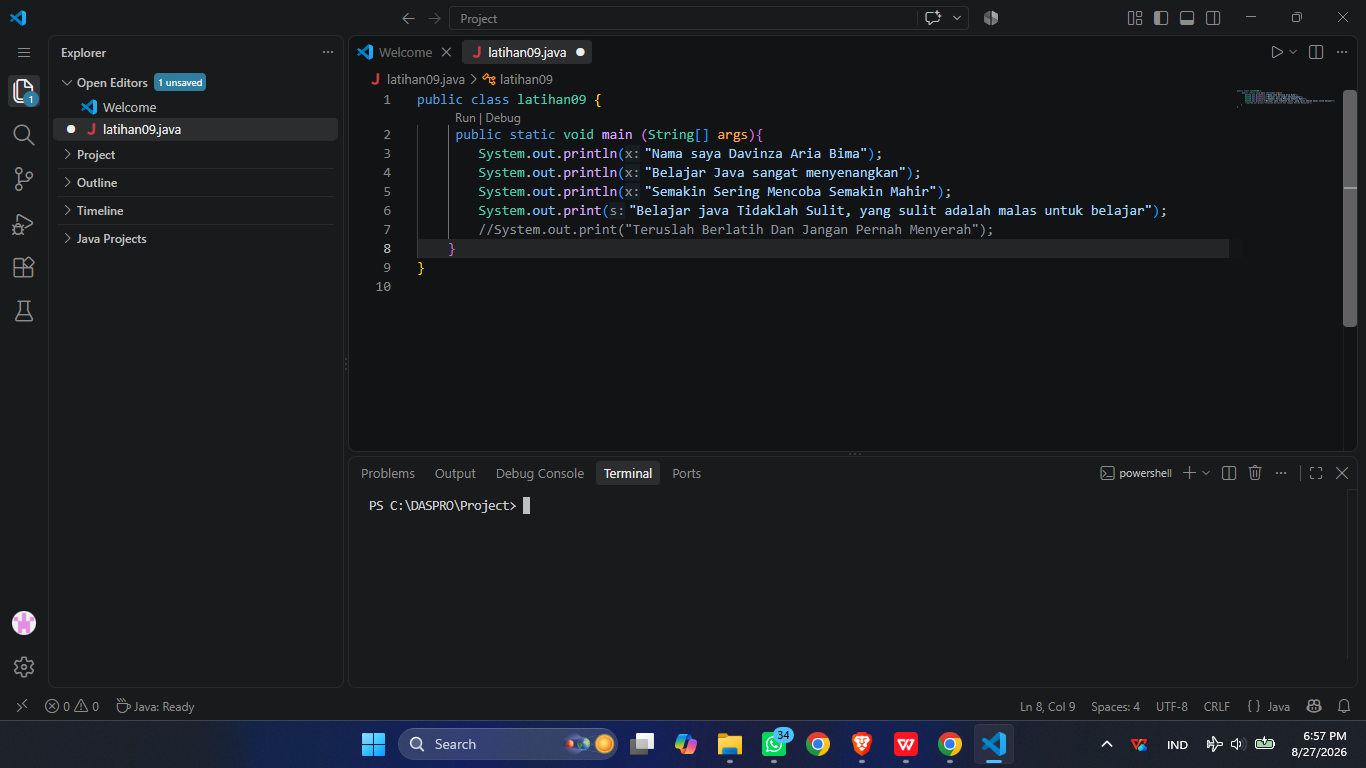 Project
Explorer
Open Editors 1 unsaved
Welcome
latihan09.java
Project
Outline
Timeline
Java Projects
1
Welcome
latihan09.java
latihan09.java > latihan09
1 public class latihan09 {
Run | Debug
2 public static void main (String[] args){
3 System.out.println(x: "Nama saya Davinza Aria Bima");
4 System.out.println(x: "Belajar Java sangat menyenangkan");
5 System.out.println(x: "Semakin Sering Mencoba Semakin Mahir");
6 System.out.print(s: "Belajar java Tidaklah Sulit, yang sulit adalah malas untuk belajar");
7 //System.out.print("Teruslah Berlatih Dan Jangan Pernah Menyerah");
8 }
9 }
10
Problems Output Debug Console Terminal Ports
powershell
PS C:\DASPRO\Project>
0 0 Java: Ready
Ln 8, Col 9 Spaces: 4 UTF-8 CRLF { } Java
Search
34
IND
6:57 PM
8/27/2026